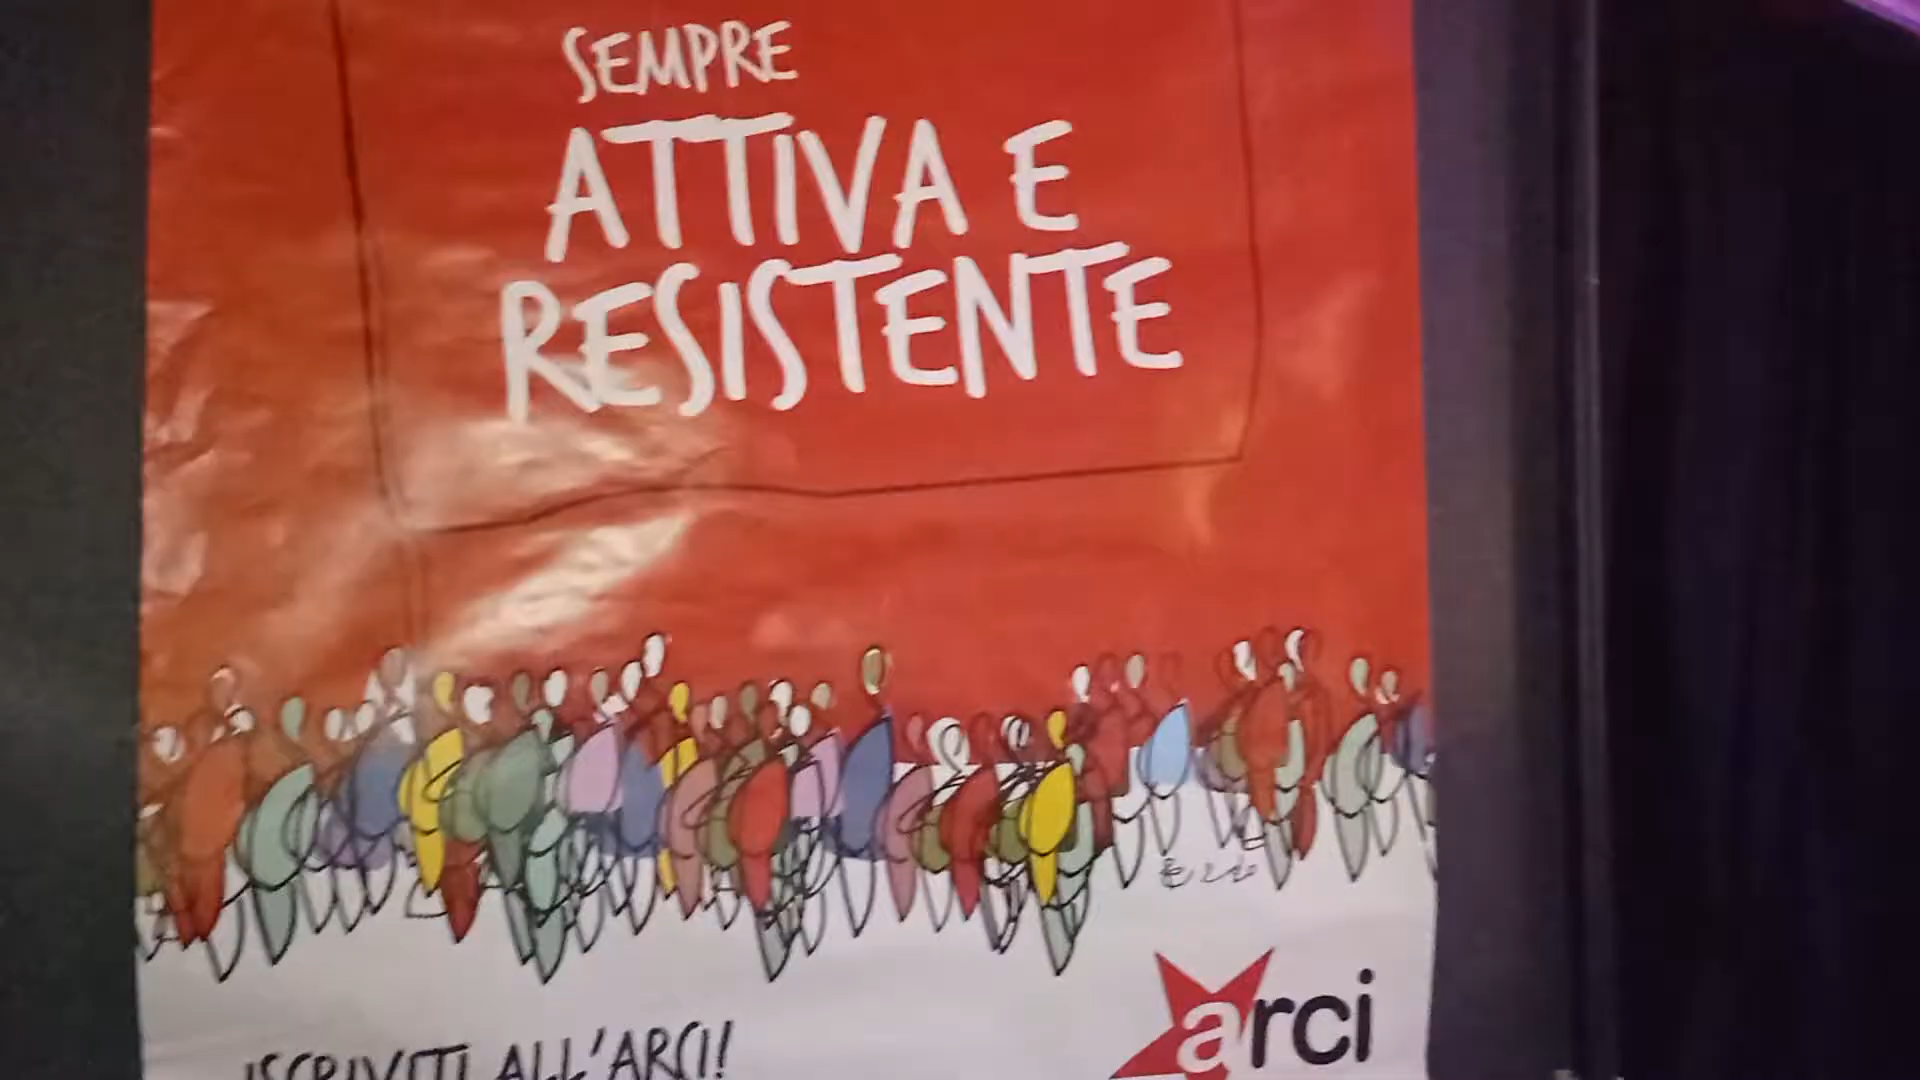 SEMPRE
ATTIVA E
RESISTENTE
ISCRIVITI ALL'ARCI!
arci